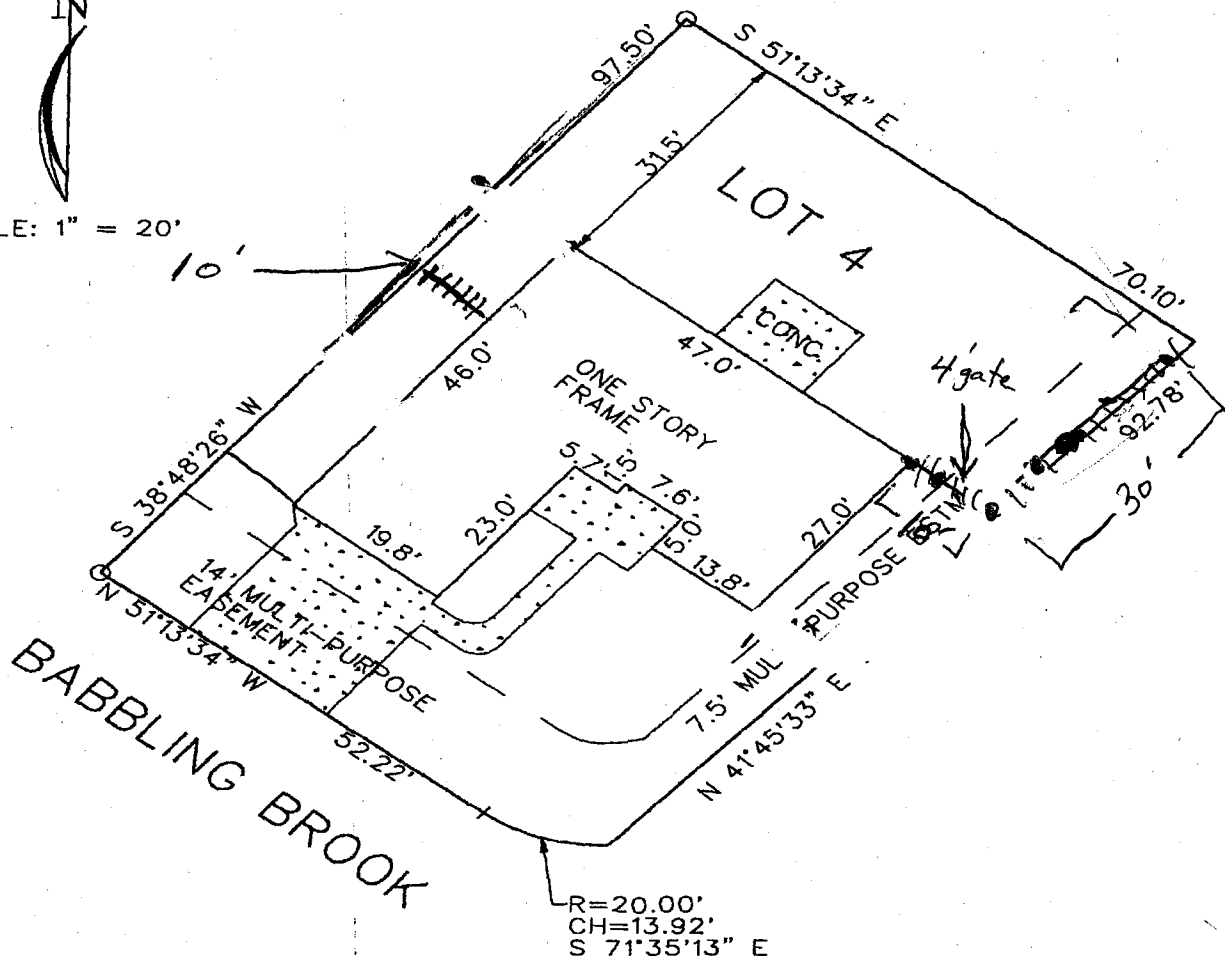 N
LE: 1" = 20'
97.50'
S 51°13'34" E
31.5'
LOT 4
10'
70.10'
CONC.
47.0'
46.0'
4' gate
92.78'
30'
ONE STORY
FRAME
S 38°48'26" W
5.7'
1.5'
7.6'
5.0'
23.0'
19.8'
13.8'
27.0'
14' MULTI-PURPOSE
EASEMENT
7.5' MUL PURPOSE ESTM
N 51°13'34" W
52.22'
N 41°45'33" E
BABBLING BROOK
R=20.00'
CH=13.92'
S 71°35'13" E